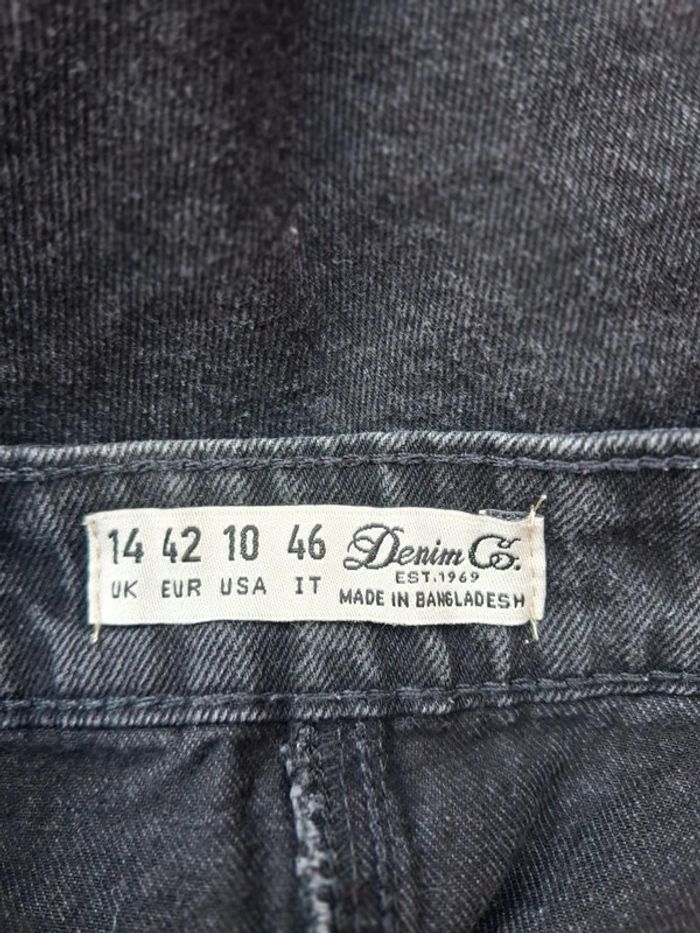 14 42 10 46 Denim Co.
UK EUR USA IT EST.1969
MADE IN BANGLADESH